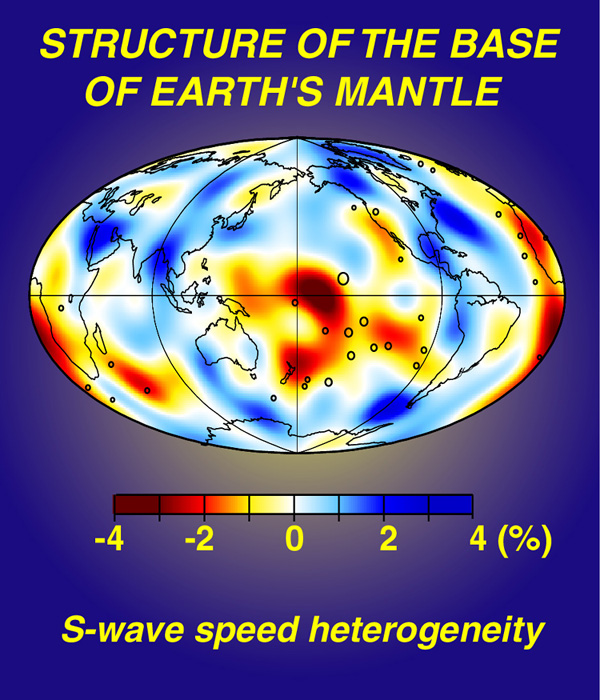 STRUCTURE OF THE BASE
OF EARTH'S MANTLE
-4 -2 0 2 4 (%)
S-wave speed heterogeneity